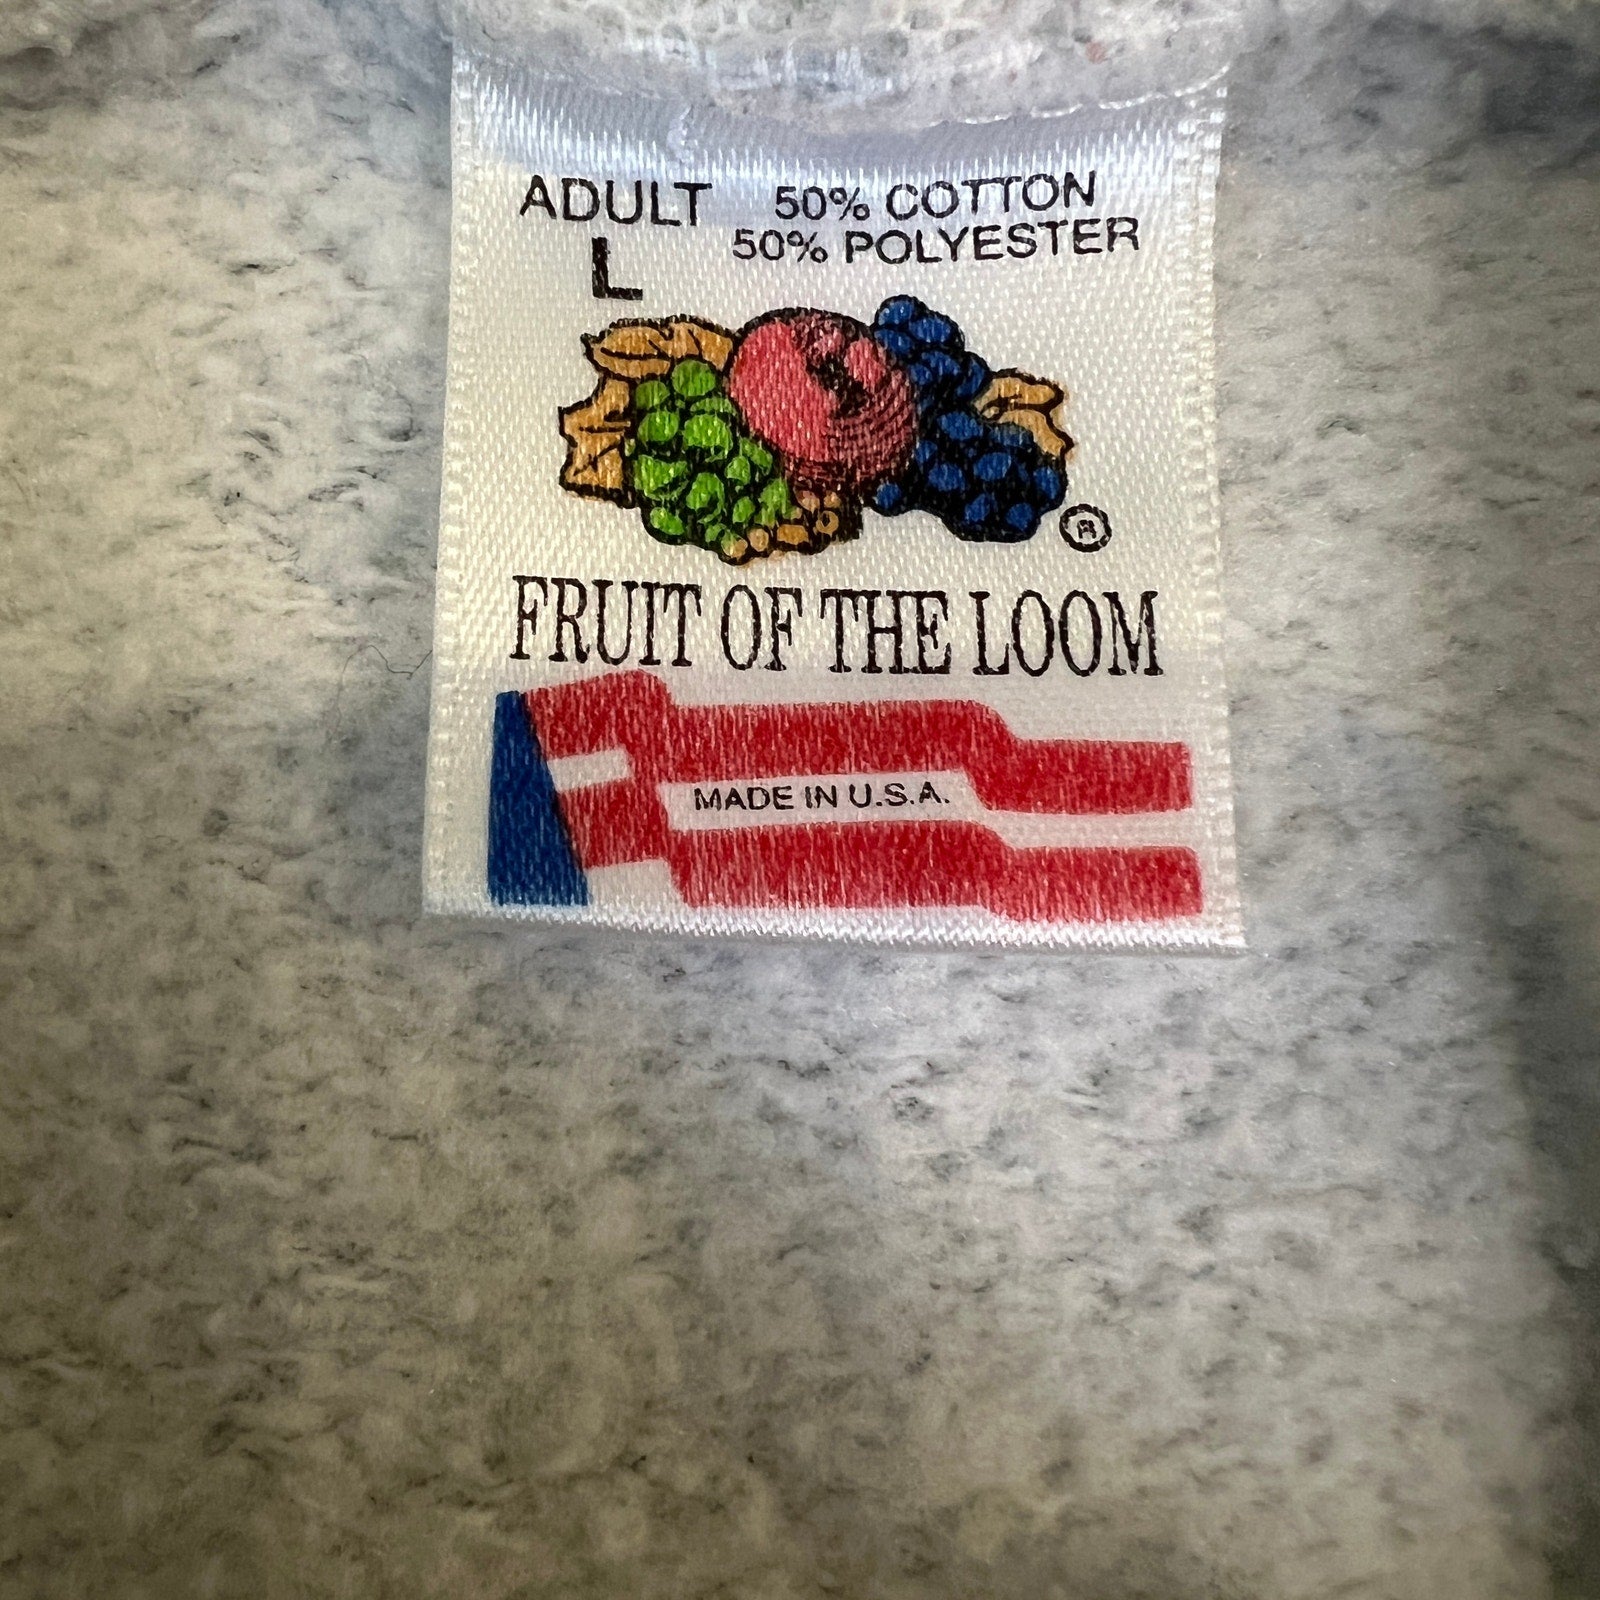 ADULT
L
50% COTTON
50% POLYESTER
®
FRUIT OF THE LOOM
MADE IN U.S.A.